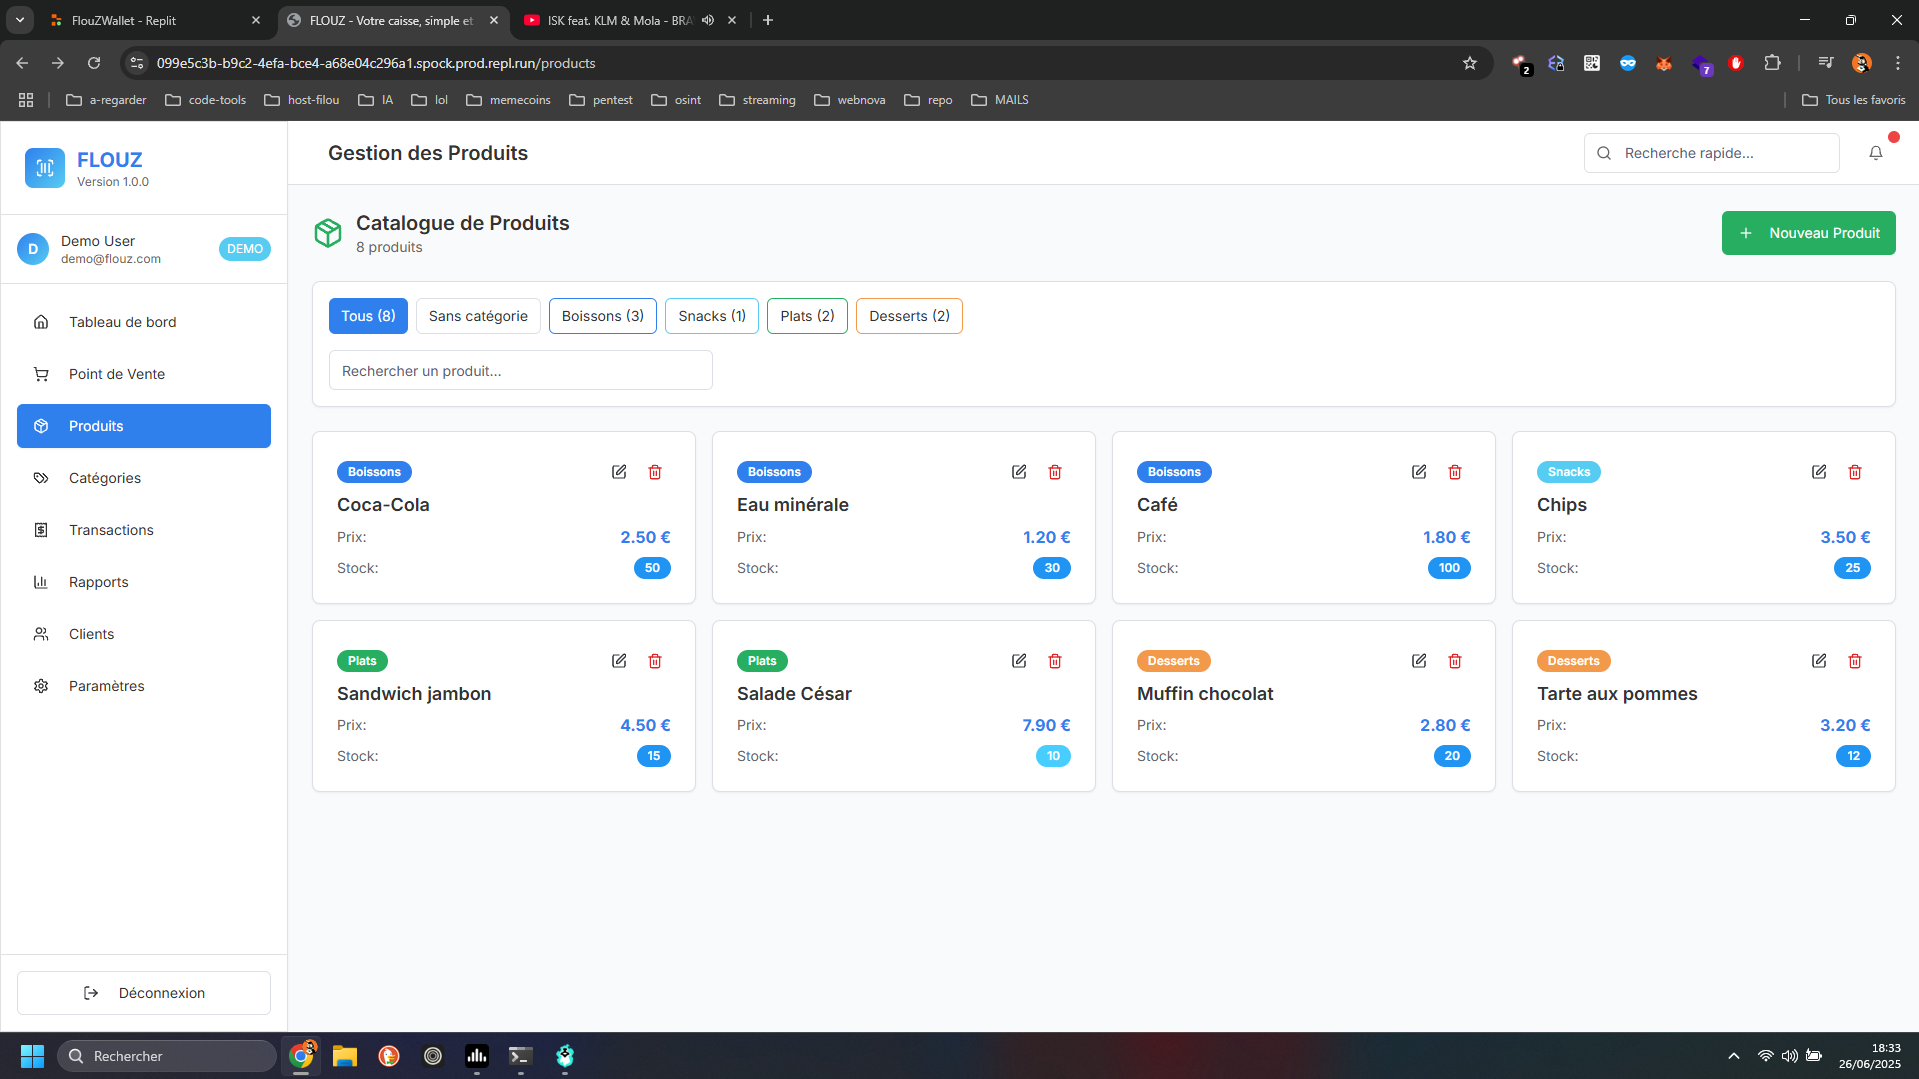 FlouZWallet - Replit
FLOUZ - Votre caisse, simple et
ISK feat. KLM & Mola - BRA
099e5c3b-b9c2-4efa-bce4-a68e04c296a1.spock.prod.repl.run/products
2
7
a-regarder
code-tools
host-filou
IA
lol
memecoins
pentest
osint
streaming
webnova
repo
MAILS
Tous les favoris
FLOUZ
Version 1.0.0
Gestion des Produits
Recherche rapide...
D
Demo User
demo@flouz.com
DEMO
Tableau de bord
Point de Vente
Produits
Catégories
Transactions
Rapports
Clients
Paramètres
Déconnexion
Catalogue de Produits
8 produits
+ Nouveau Produit
Tous (8)
Sans catégorie
Boissons (3)
Snacks (1)
Plats (2)
Desserts (2)
Rechercher un produit...
Boissons
Coca-Cola
Prix: 2.50 €
Stock: 50
Boissons
Eau minérale
Prix: 1.20 €
Stock: 30
Boissons
Café
Prix: 1.80 €
Stock: 100
Snacks
Chips
Prix: 3.50 €
Stock: 25
Plats
Sandwich jambon
Prix: 4.50 €
Stock: 15
Plats
Salade César
Prix: 7.90 €
Stock: 10
Desserts
Muffin chocolat
Prix: 2.80 €
Stock: 20
Desserts
Tarte aux pommes
Prix: 3.20 €
Stock: 12
Rechercher
18:33
26/06/2025